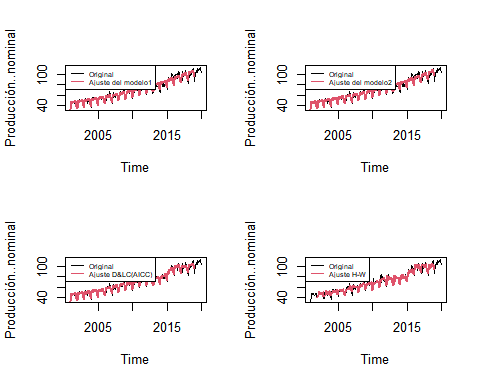 Producción...nominal
100
40
Original
Ajuste del modelo1
2005
2015
Time
Producción...nominal
100
40
Original
Ajuste del modelo2
2005
2015
Time
Producción...nominal
100
40
Original
Ajuste D&LC(AICC)
2005
2015
Time
Producción...nominal
100
40
Original
Ajuste H-W
2005
2015
Time